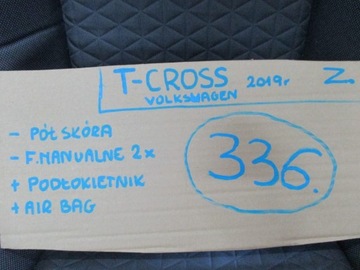 T-CROSS 2019r Z.
VOLKSWAGEN
- PÓŁ SKÓRA
- F. MANUALNE 2x
+ PODŁOKIETNIK
+ AIR BAG
336.